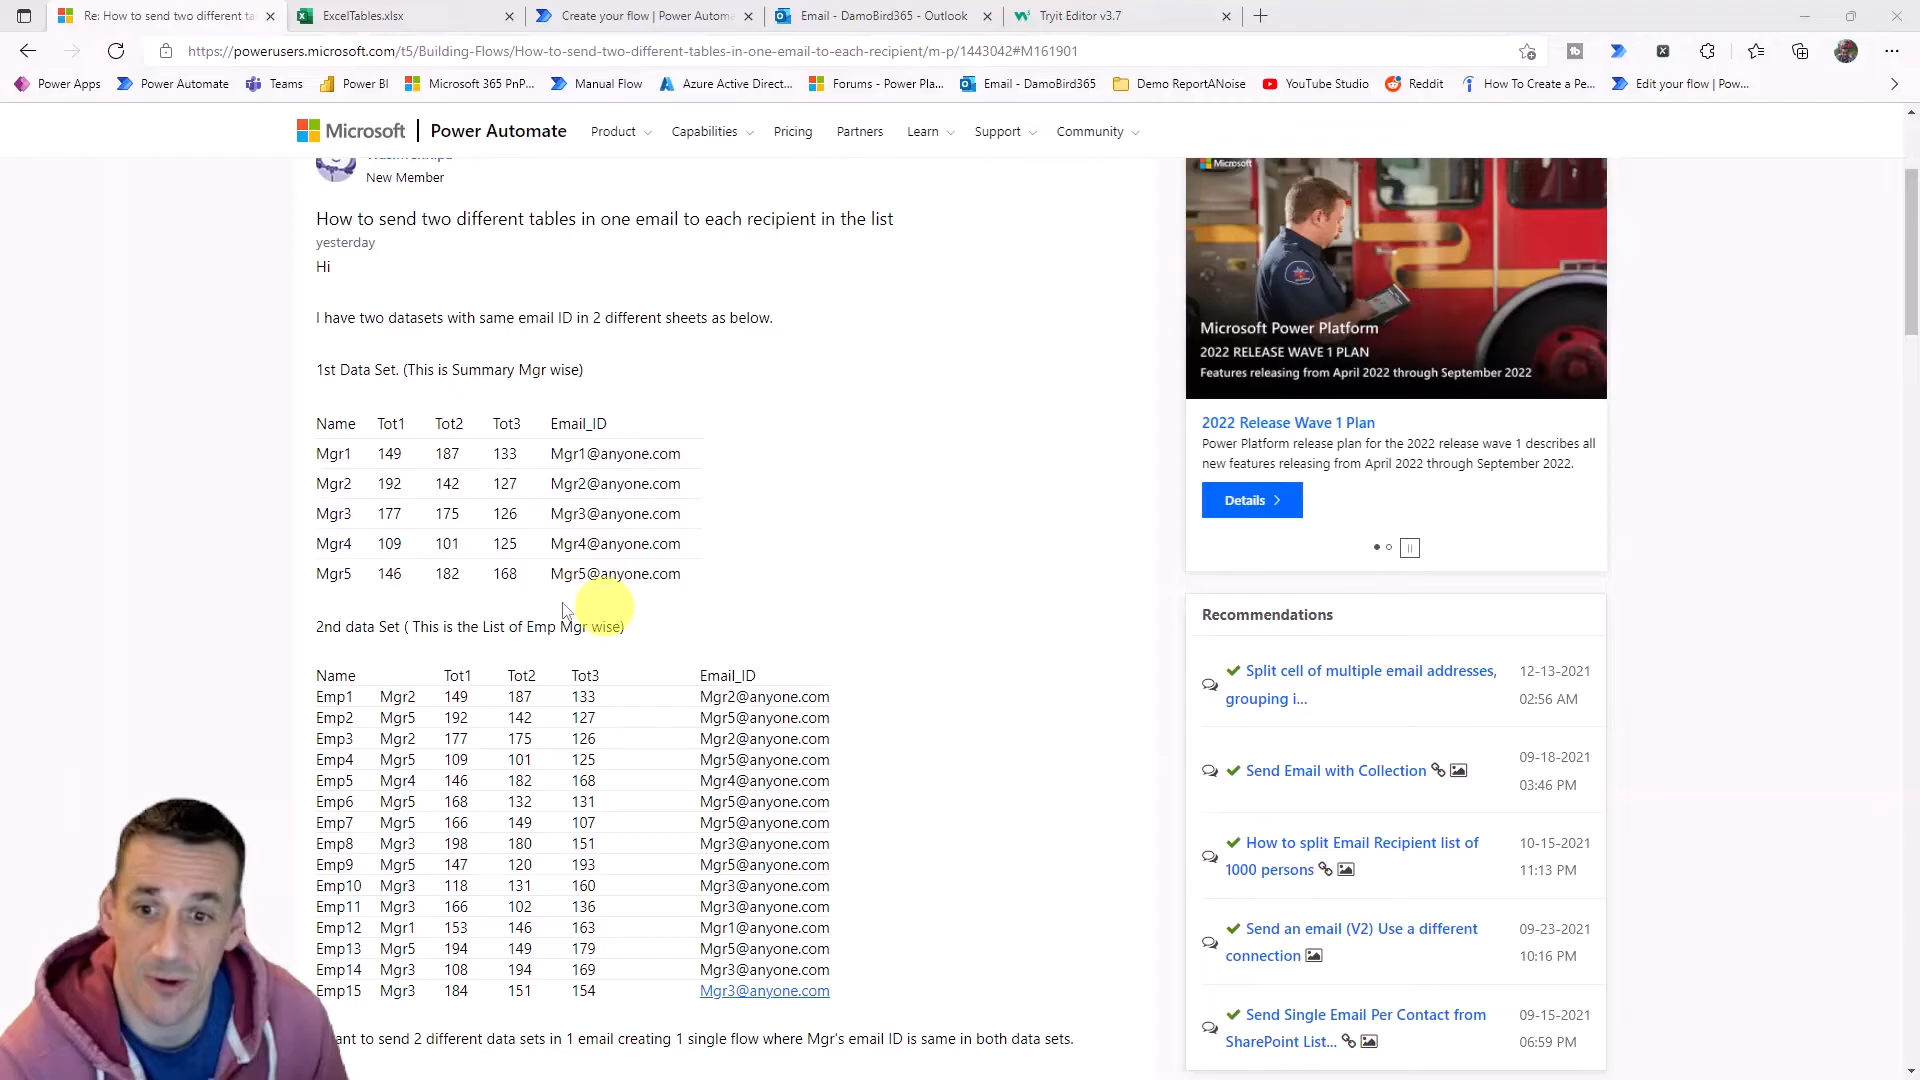 Re: How to send two different ta
ExcelTables.xlsx
Create your flow | Power Automa
Email - DamoBird365 - Outlook
Tryit Editor v3.7
https://powerusers.microsoft.com/t5/Building-Flows/How-to-send-two-different-tables-in-one-email-to-each-recipient/m-p/1443042#M161901
Power Apps
Power Automate
Teams
Power BI
Microsoft 365 PnP...
Manual Flow
Azure Active Direct...
Forums - Power Pla...
Email - DamoBird365
Demo ReportANoise
YouTube Studio
Reddit
How To Create a Pe...
Edit your flow | Pow...
Microsoft
Power Automate
Product
Capabilities
Pricing
Partners
Learn
Support
Community
New Member
How to send two different tables in one email to each recipient in the list
yesterday
Hi
I have two datasets with same email ID in 2 different sheets as below.
1st Data Set. (This is Summary Mgr wise)
Name Tot1 Tot2 Tot3 Email_ID
Mgr1 149 187 133 Mgr1@anyone.com
Mgr2 192 142 127 Mgr2@anyone.com
Mgr3 177 175 126 Mgr3@anyone.com
Mgr4 109 101 125 Mgr4@anyone.com
Mgr5 146 182 168 Mgr5@anyone.com
2nd data Set ( This is the List of Emp Mgr wise)
Name Tot1 Tot2 Tot3 Email_ID
Emp1 Mgr2 149 187 133 Mgr2@anyone.com
Emp2 Mgr5 192 142 127 Mgr5@anyone.com
Emp3 Mgr2 177 175 126 Mgr2@anyone.com
Emp4 Mgr5 109 101 125 Mgr5@anyone.com
Emp5 Mgr4 146 182 168 Mgr4@anyone.com
Emp6 Mgr5 168 132 131 Mgr5@anyone.com
Emp7 Mgr5 166 149 107 Mgr5@anyone.com
Emp8 Mgr3 198 180 151 Mgr3@anyone.com
Emp9 Mgr5 147 120 193 Mgr5@anyone.com
Emp10 Mgr3 118 131 160 Mgr3@anyone.com
Emp11 Mgr3 166 102 136 Mgr3@anyone.com
Emp12 Mgr1 153 146 163 Mgr1@anyone.com
Emp13 Mgr5 194 149 179 Mgr5@anyone.com
Emp14 Mgr3 108 194 169 Mgr3@anyone.com
Emp15 Mgr3 184 151 154 Mgr3@anyone.com
ant to send 2 different data sets in 1 email creating 1 single flow where Mgr's email ID is same in both data sets.
Microsoft
Microsoft Power Platform
2022 RELEASE WAVE 1 PLAN
Features releasing from April 2022 through September 2022
2022 Release Wave 1 Plan
Power Platform release plan for the 2022 release wave 1 describes all
new features releasing from April 2022 through September 2022.
Details
Recommendations
Split cell of multiple email addresses,
grouping i...
12-13-2021
02:56 AM
Send Email with Collection
09-18-2021
03:46 PM
How to split Email Recipient list of
1000 persons
10-15-2021
11:13 PM
Send an email (V2) Use a different
connection
09-23-2021
10:16 PM
Send Single Email Per Contact from
SharePoint List...
09-15-2021
06:59 PM